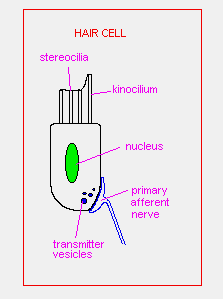 HAIR CELL
stereocilia
kinocilium
nucleus
primary
afferent
nerve
transmitter
vesicles